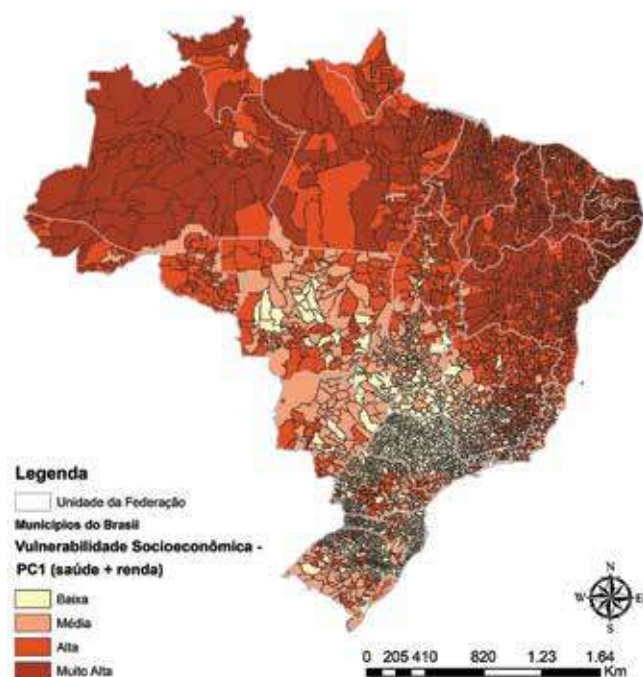 Legenda
Unidade da Federação
Municípios do Brasil
Vulnerabilidade Socioeconômica -
PC1 (saúde + renda)
Baixa
Média
Alta
Muito Alta
N
W E
S
0 205 410 820 1.23 1.64
Km